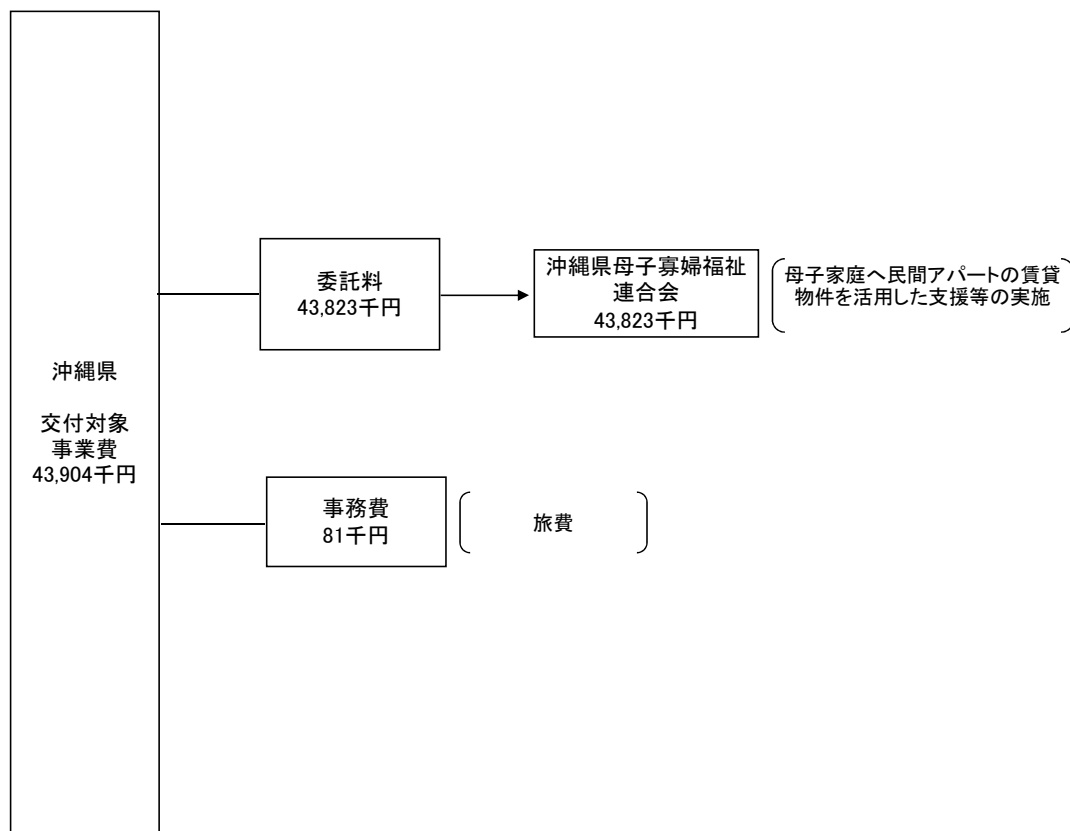 沖縄県
交付対象
事業費
43,904千円
委託料
43,823千円
沖縄県母子寡婦福祉
連合会
43,823千円
母子家庭へ民間アパートの賃貸
物件を活用した支援等の実施
事務費
81千円
旅費